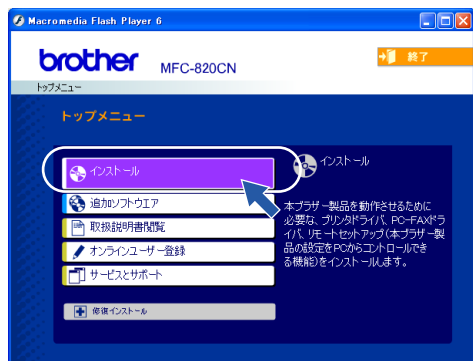 Macromedia Flash Player 6
brother MFC-820CN
終了
トップメニュー
トップメニュー
インストール
追加ソフトウエア
取扱説明書閲覧
オンラインユーザー登録
サービスとサポート
修復インストール
インストール
本ブラザー製品を動作させるために
必要な、プリンタドライバ、PC-FAXドラ
イバ、リモートセットアップ(本ブラザー製
品の設定をPCからコントロールでき
る機能)をインストールします。